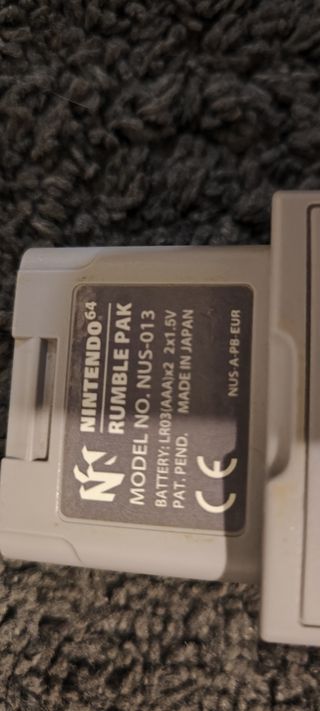 NINTENDO64
RUMBLE PAK
MODEL NO. NUS-013
BATTERY: LR03(AAA)x2 2x1.5V
PAT. PEND. MADE IN JAPAN
CE
NUS A-PB-EUR